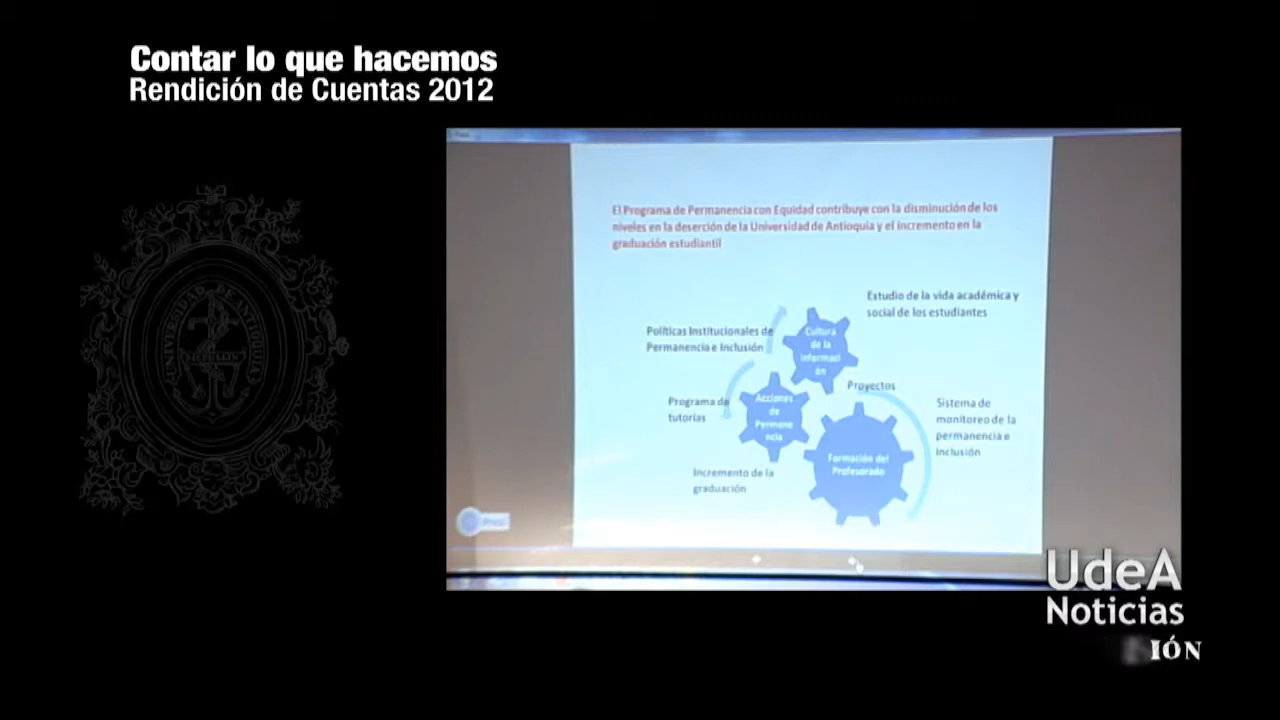 Contar lo que hacemos
Rendición de Cuentas 2012
El Programa de Permanencia con Equidad contribuye con la disminución de los
niveles en la deserción de la Universidad de Antioquia y el incremento en la
graduación estudiantil
Estudio de la vida académica y
social de los estudiantes
Políticas Institucionales de
Permanencia e Inclusión
Cultura
de la
informaci
ón
Proyectos
Programa de
tutorías
Acciones
de
Permane
ncia
Sistema de
monitoreo de la
permanencia e
inclusión
Formación del
Profesorado
Incremento de la
graduación
UNIVERSIDAD DE ANTIOQUIA
MEDELLIN
UdeA
Noticias
IÓN